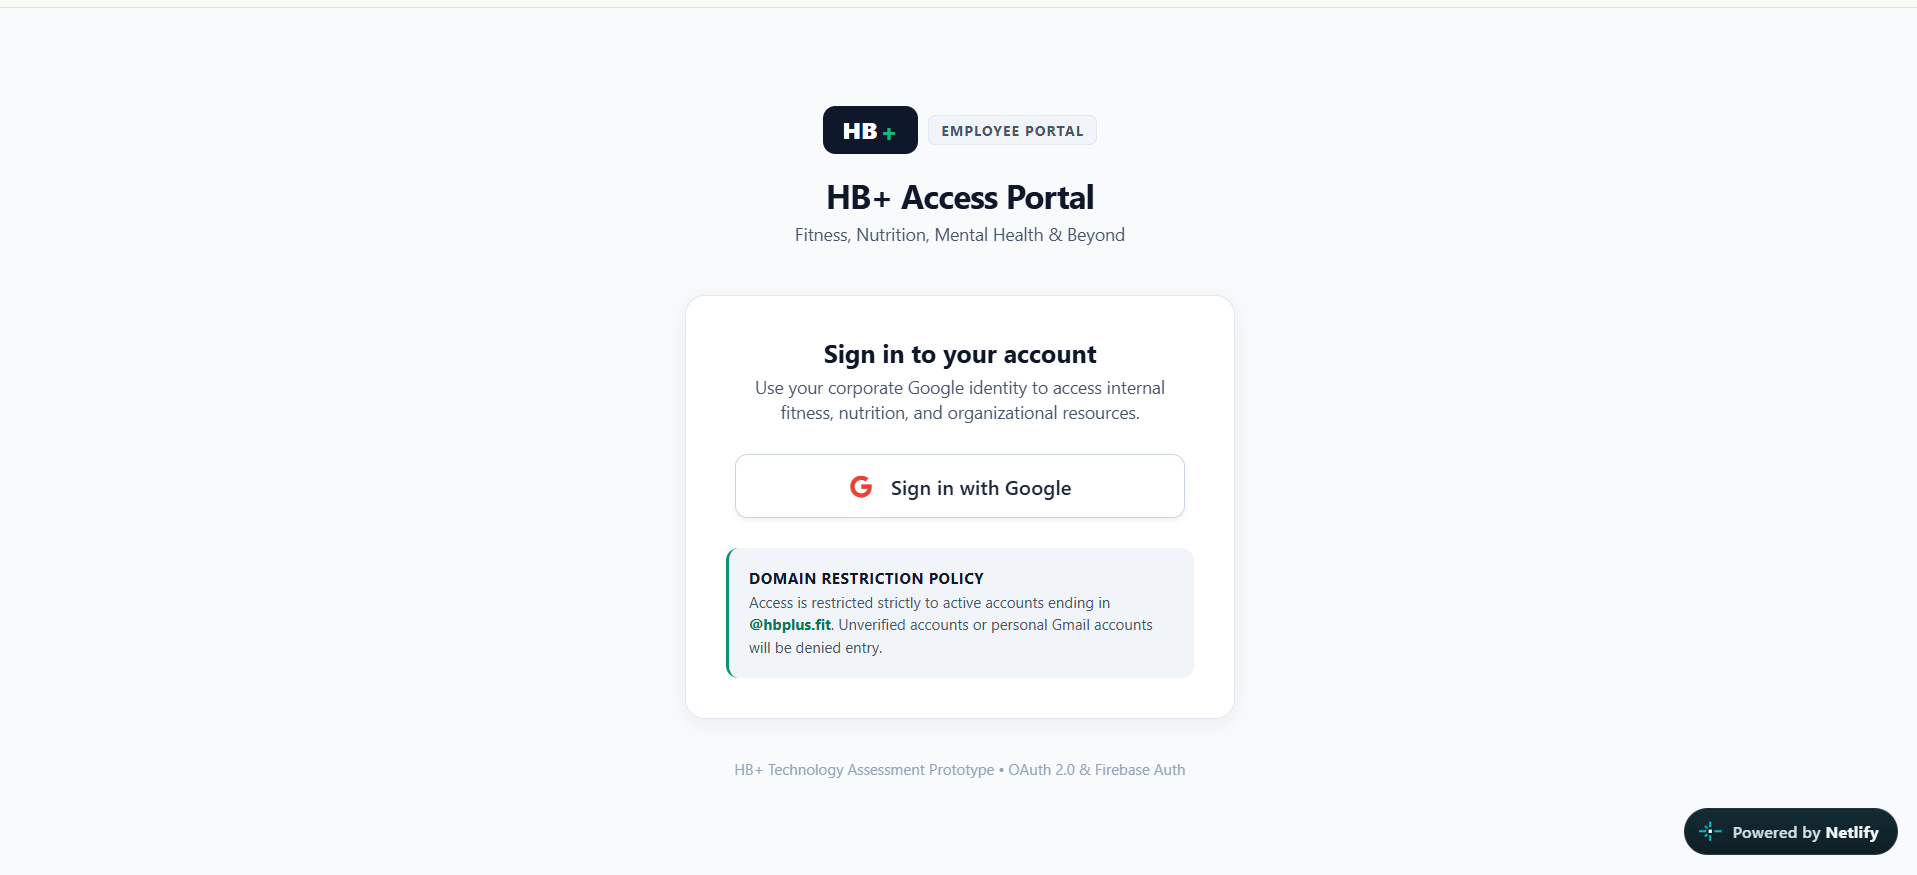 HB+
EMPLOYEE PORTAL
HB+ Access Portal
Fitness, Nutrition, Mental Health & Beyond
Sign in to your account
Use your corporate Google identity to access internal
fitness, nutrition, and organizational resources.
Sign in with Google
DOMAIN RESTRICTION POLICY
Access is restricted strictly to active accounts ending in
@hbplus.fit. Unverified accounts or personal Gmail accounts
will be denied entry.
HB+ Technology Assessment Prototype • OAuth 2.0 & Firebase Auth
Powered by Netlify